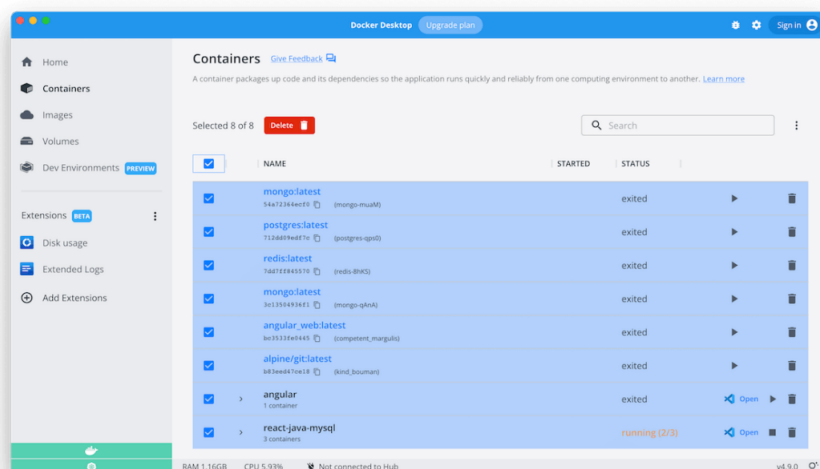 Docker Desktop
Upgrade plan
Sign in
Home
Containers
Images
Volumes
Dev Environments PREVIEW
Extensions BETA
Disk usage
Extended Logs
Add Extensions
Containers Give Feedback
A container packages up code and its dependencies so the application runs quickly and reliably from one computing environment to another. Learn more
Selected 8 of 8 Delete Search
NAME STARTED STATUS
mongo:latest exited
(mongo-muaM)
postgres:latest exited
(postgres-qps0)
redis:latest exited
(redis-8hKS)
mongo:latest exited
(mongo-qAnA)
angular_web:latest exited
(competent_margulis)
alpine/git:latest exited
(kind_bouman)
angular exited Open
1 container
react-java-mysql running (2/3) Open
3 containers
RAM 1.16GB CPU 5.93% Not connected to Hub v4.9.0